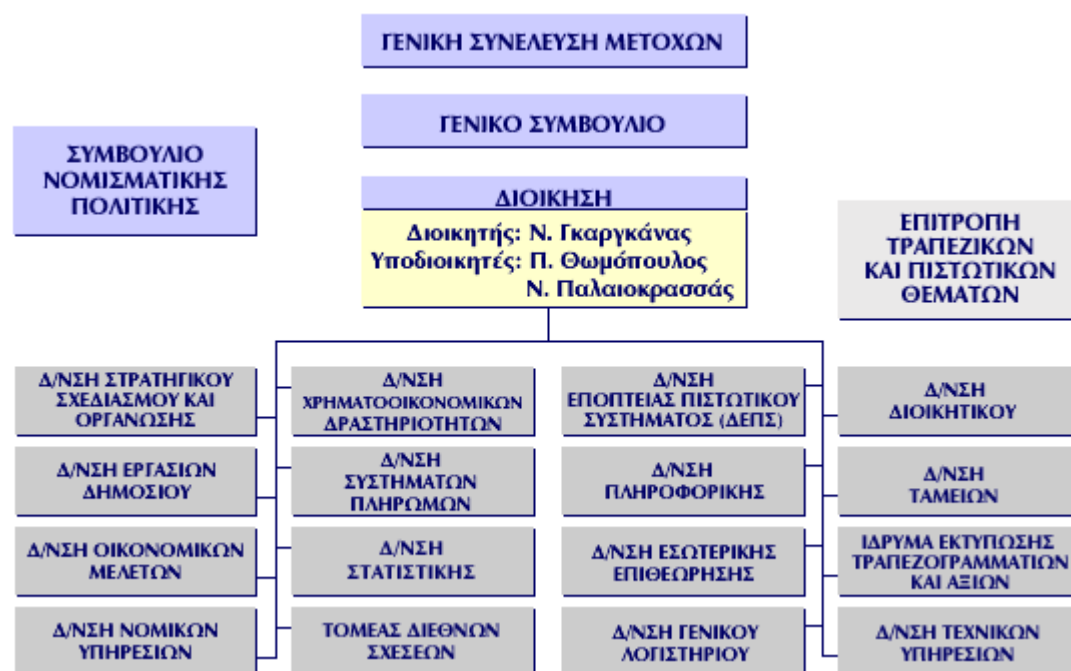 ΓΕΝΙΚΗ ΣΥΝΕΛΕΥΣΗ ΜΕΤΟΧΩΝ
ΓΕΝΙΚΟ ΣΥΜΒΟΥΛΙΟ
ΣΥΜΒΟΥΛΙΟ
ΝΟΜΙΣΜΑΤΙΚΗΣ
ΠΟΛΙΤΙΚΗΣ
ΔΙΟΙΚΗΣΗ
Διοικητής: Ν. Γκαργκάνας
Υποδιοικητές: Π. Θωμόπουλος
Ν. Παλαιοκρασσάς
ΕΠΙΤΡΟΠΗ
ΤΡΑΠΕΖΙΚΩΝ
ΚΑΙ ΠΙΣΤΩΤΙΚΩΝ
ΘΕΜΑΤΩΝ
Δ/ΝΣΗ ΣΤΡΑΤΗΓΙΚΟΥ
ΣΧΕΔΙΑΣΜΟΥ ΚΑΙ
ΟΡΓΑΝΩΣΗΣ
Δ/ΝΣΗ
ΧΡΗΜΑΤΟΟΙΚΟΝΟΜΙΚΩΝ
ΔΡΑΣΤΗΡΙΟΤΗΤΩΝ
Δ/ΝΣΗ
ΕΠΟΠΤΕΙΑΣ ΠΙΣΤΩΤΙΚΟΥ
ΣΥΣΤΗΜΑΤΟΣ (ΔΕΠΣ)
Δ/ΝΣΗ
ΔΙΟΙΚΗΤΙΚΟΥ
Δ/ΝΣΗ ΕΡΓΑΣΙΩΝ
ΔΗΜΟΣΙΟΥ
Δ/ΝΣΗ
ΣΥΣΤΗΜΑΤΩΝ
ΠΛΗΡΩΜΩΝ
Δ/ΝΣΗ
ΠΛΗΡΟΦΟΡΙΚΗΣ
Δ/ΝΣΗ
ΤΑΜΕΙΩΝ
Δ/ΝΣΗ ΟΙΚΟΝΟΜΙΚΩΝ
ΜΕΛΕΤΩΝ
Δ/ΝΣΗ
ΣΤΑΤΙΣΤΙΚΗΣ
Δ/ΝΣΗ ΕΣΩΤΕΡΙΚΗΣ
ΕΠΙΘΕΩΡΗΣΗΣ
ΙΔΡΥΜΑ ΕΚΤΥΠΩΣΗΣ
ΤΡΑΠΕΖΟΓΡΑΜΜΑΤΙΩΝ
ΚΑΙ ΑΞΙΩΝ
Δ/ΝΣΗ ΝΟΜΙΚΩΝ
ΥΠΗΡΕΣΙΩΝ
ΤΟΜΕΑΣ ΔΙΕΘΝΩΝ
ΣΧΕΣΕΩΝ
Δ/ΝΣΗ ΓΕΝΙΚΟΥ
ΛΟΓΙΣΤΗΡΙΟΥ
Δ/ΝΣΗ ΤΕΧΝΙΚΩΝ
ΥΠΗΡΕΣΙΩΝ